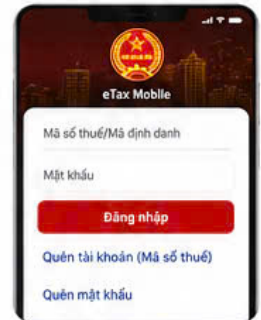 eTax Mobile
Mã số thuế/Mã định danh
Mật khẩu
Đăng nhập
Quên tài khoản (Mã số thuế)
Quên mật khẩu